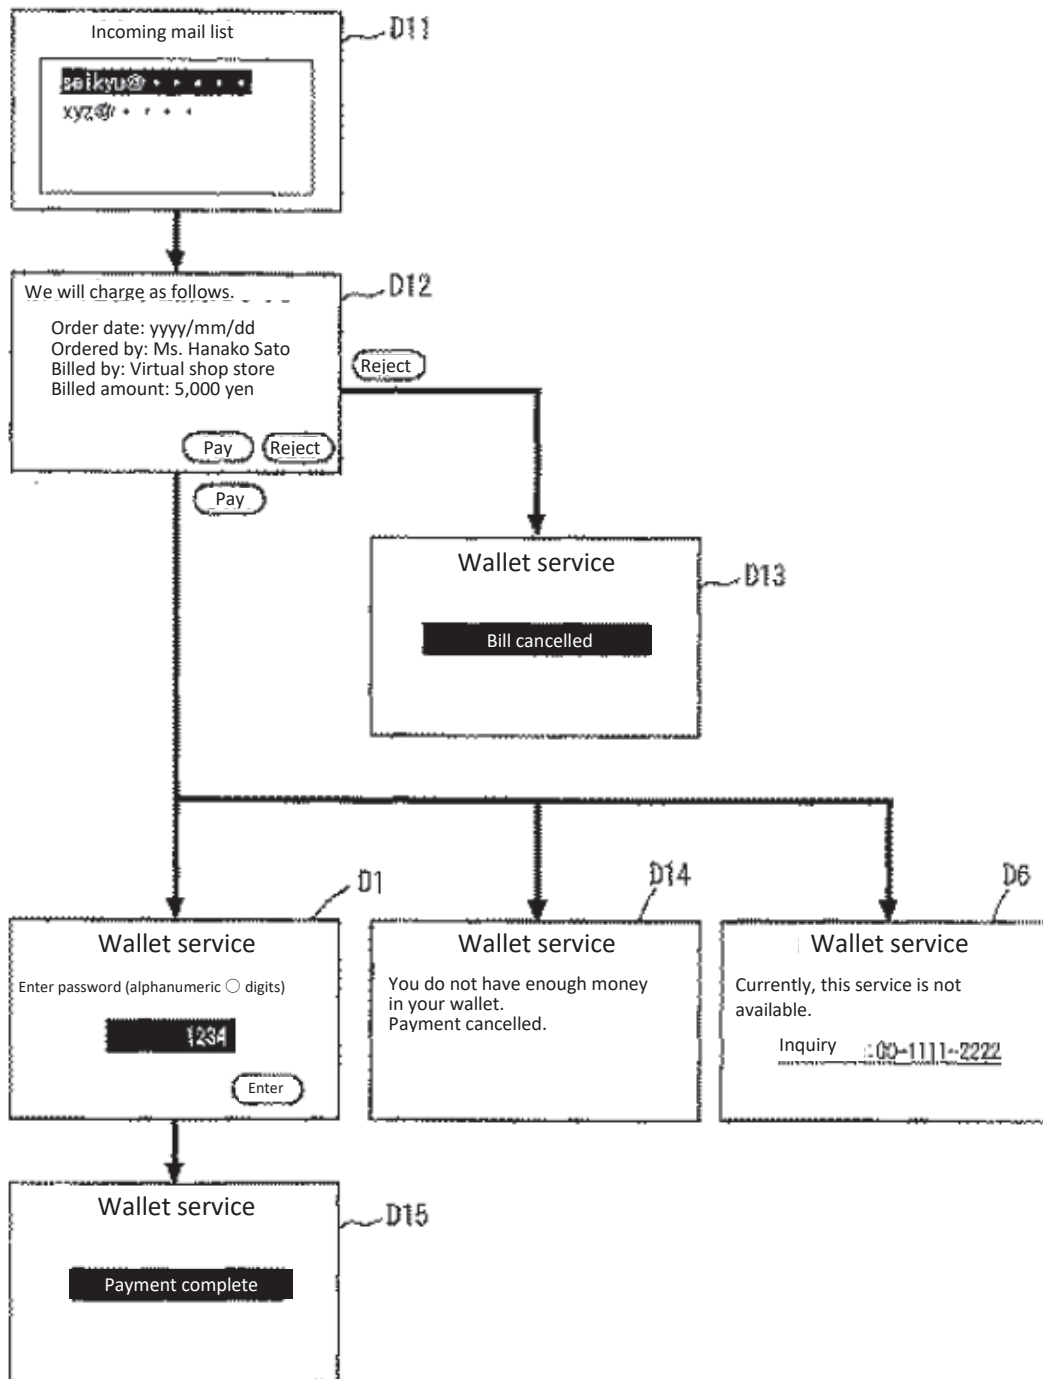 Incoming mail list
D11
seikyu@
xyz@
We will charge as follows.
D12
Order date: yyyy/mm/dd
Ordered by: Ms. Hanako Sato
Billed by: Virtual shop store
Billed amount: 5,000 yen
Reject
Pay
Reject
Pay
Wallet service
D13
Bill cancelled
D1
D14
D6
Wallet service
Enter password (alphanumeric ○ digits)
1234
Enter
Wallet service
You do not have enough money
in your wallet.
Payment cancelled.
Wallet service
Currently, this service is not
available.
Inquiry
-1111-2222
Wallet service
D15
Payment complete